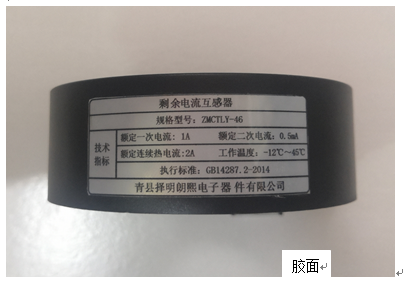 剩余电流互感器
规格型号：ZMCTLY-46
技术指标
额定一次电流：1A 额定二次电流：0.5mA
额定连续热电流:2A 工作温度：-12℃～45℃
执行标准：GB14287.2-2014
青县择明朗熙电子器件有限公司
胶面